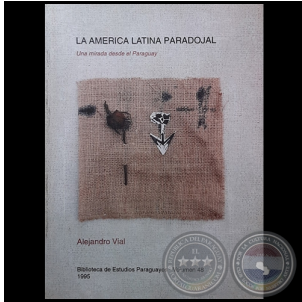 LA AMERICA LATINA PARADOJAL
Una mirada desde el Paraguay
Alejandro Vial
Biblioteca de Estudios Paraguayos
1995